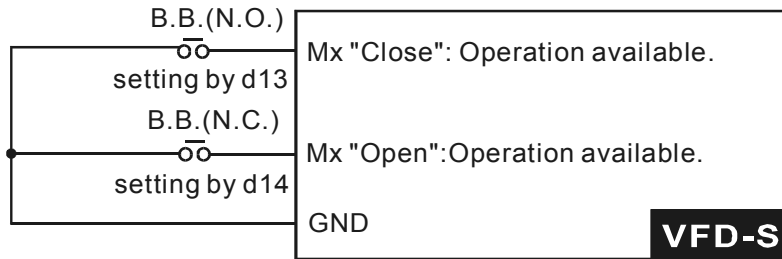 B.B.(N.O.)
Mx "Close": Operation available.
setting by d13
B.B.(N.C.)
Mx "Open":Operation available.
setting by d14
GND
VFD-S